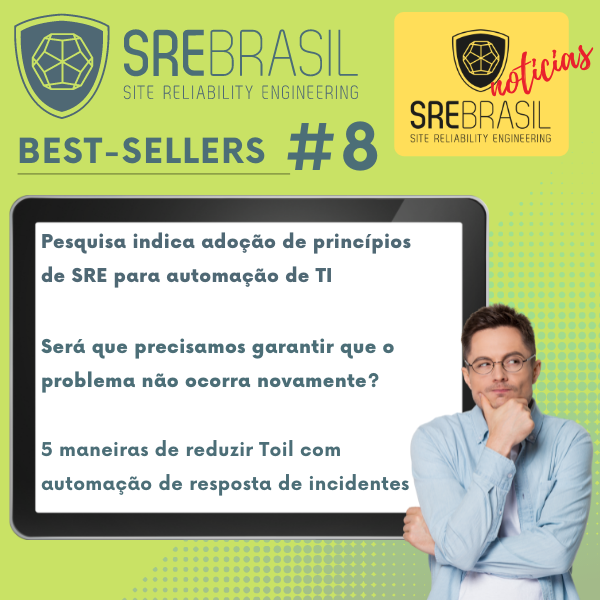 SREBRASIL
SITE RELIABILITY ENGINEERING
notícias
SREBRASIL
SITE RELIABILITY ENGINEERING
BEST-SELLERS #8
Pesquisa indica adoção de princípios
de SRE para automação de TI
Será que precisamos garantir que o
problema não ocorra novamente?
5 maneiras de reduzir Toil com
automação de resposta de incidentes